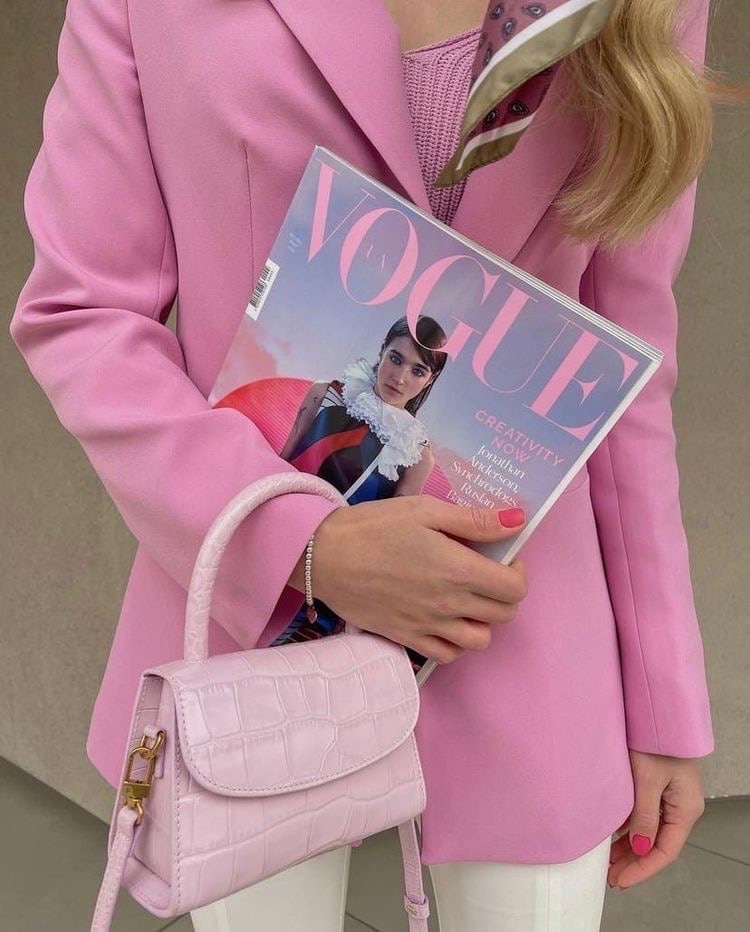 VOGUE
UA
CREATIVITY
NOW
Jonathan
Anderson,
Synchrodogs,
Ruslan